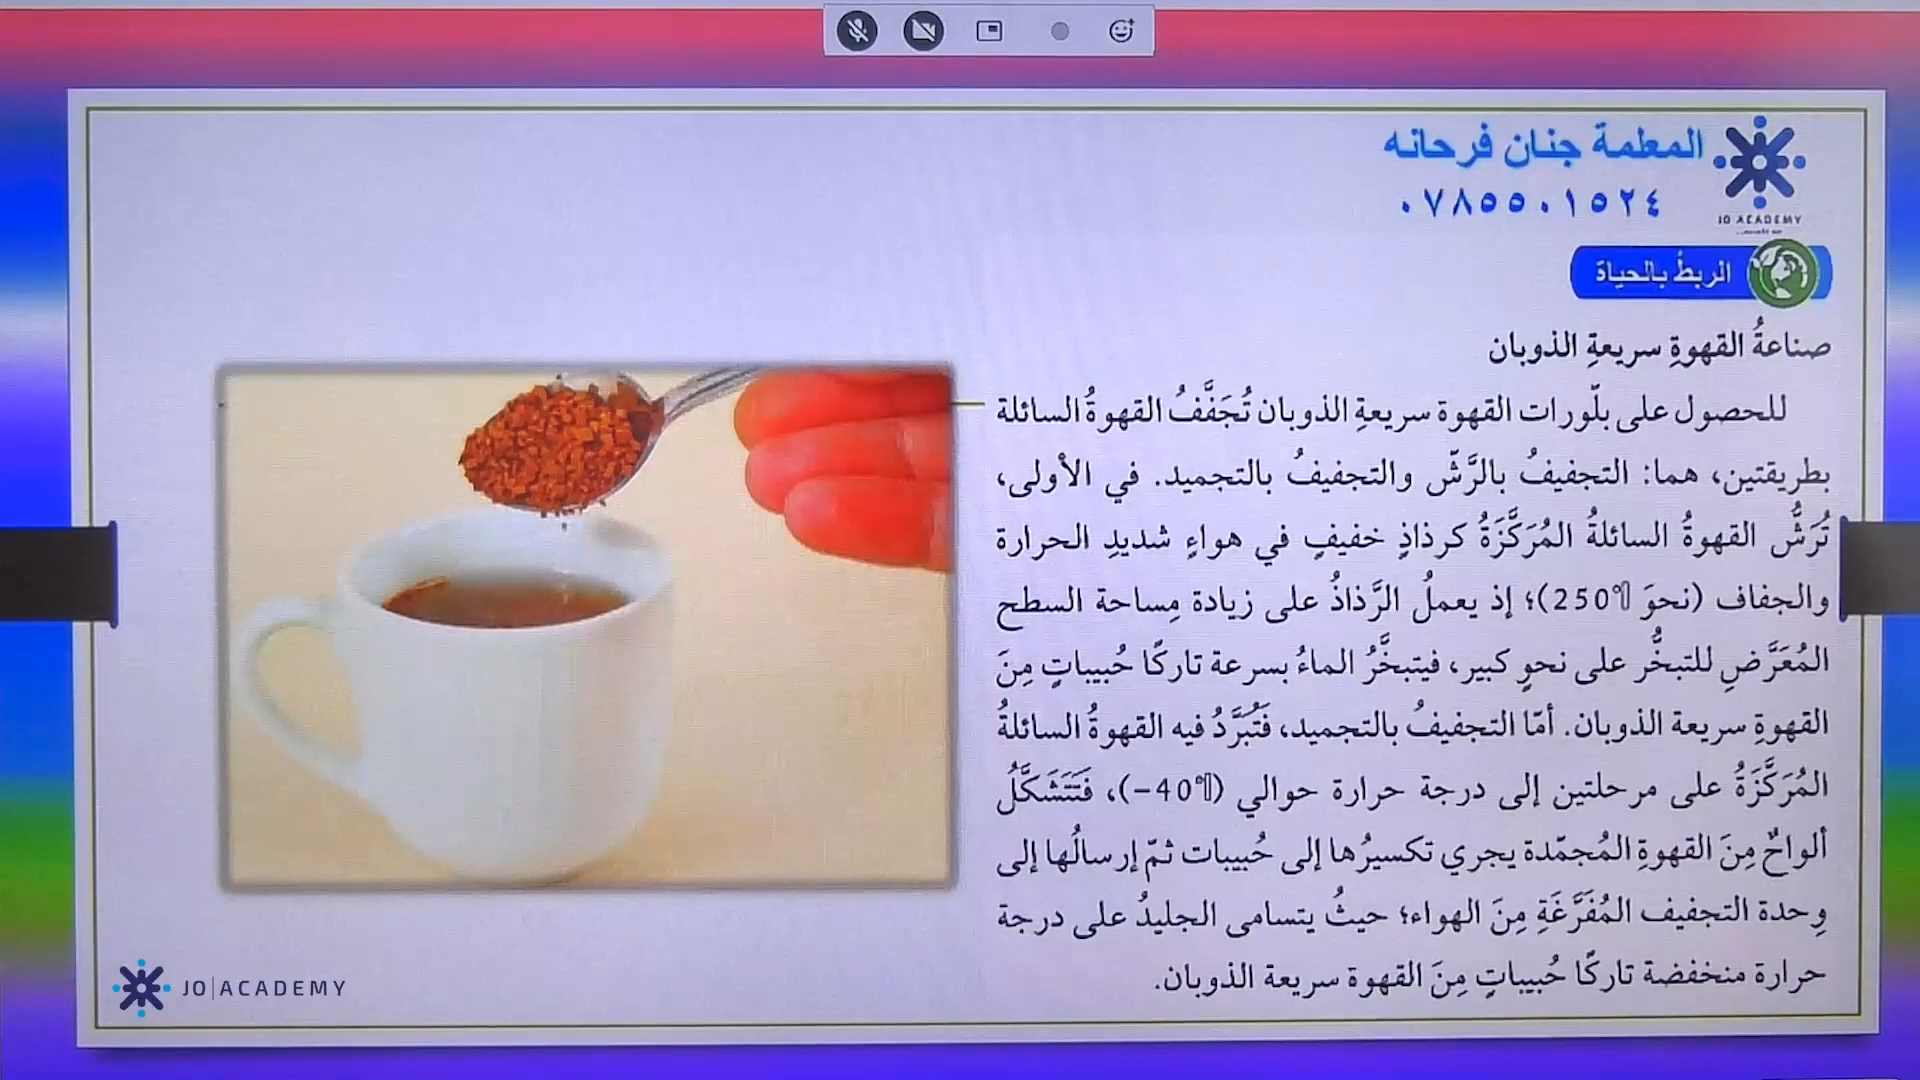 المعلمة جنان فرحانه
٠٧٨٥٥٠١٥٢٤
JO ACADEMY
الربطُ بالحياة
صناعةُ القهوةِ سريعةِ الذوبان
للحصول على بلّورات القهوة سريعةِ الذوبان تُجَفَّفُ القهوةُ السائلة
بطريقتين، هما: التجفيفُ بالرَّشّ والتجفيفُ بالتجميد. في الأولى،
تُرَشُّ القهوةُ السائلةُ المُرَكَّزَةُ كرذاذٍ خفيفٍ في هواءٍ شديدِ الحرارة
والجفاف (نحوَ 250°C)؛ إذ يعملُ الرَّذاذُ على زيادة مِساحة السطح
المُعَرَّضِ للتبخُّر على نحوٍ كبير، فيتبخَّرُ الماءُ بسرعة تاركًا حُبيباتٍ مِنَ
القهوةِ سريعة الذوبان. أمّا التجفيفُ بالتجميد، فَتُبرَّدُ فيه القهوةُ السائلةُ
المُرَكَّزَةُ على مرحلتين إلى درجة حرارة حوالي (-40°C)، فَتَتَشَكَّلُ
ألواحٌ مِنَ القهوةِ المُجمّدة يجري تكسيرُها إلى حُبيبات ثمّ إرسالُها إلى
وِحدة التجفيف المُفَرَّغَةِ مِنَ الهواء؛ حيثُ يتسامى الجليدُ على درجة
حرارة منخفضة تاركًا حُبيباتٍ مِنَ القهوة سريعة الذوبان.
JO|ACADEMY